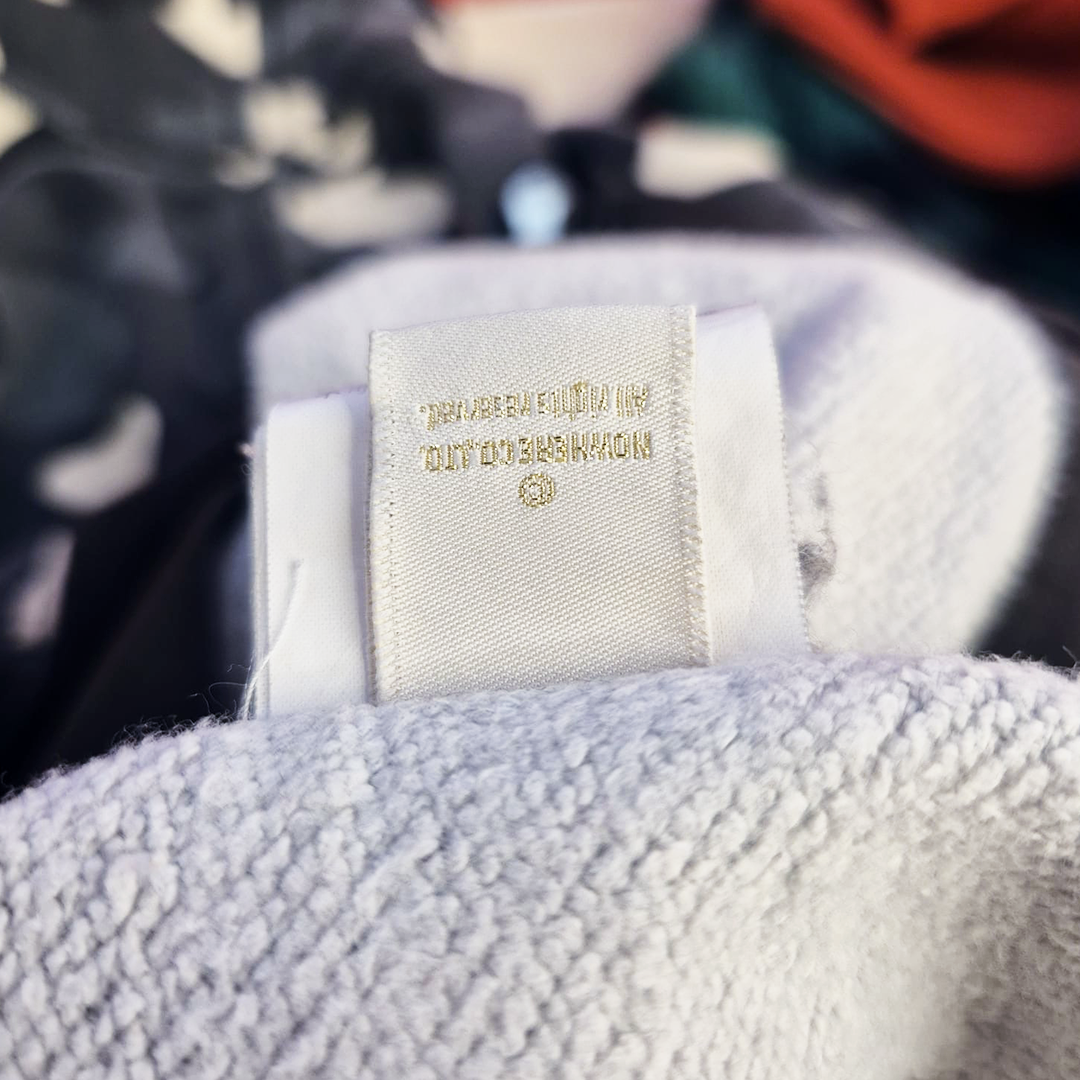 ©
NOWHERE CO.,LTD.
All rights reserved.